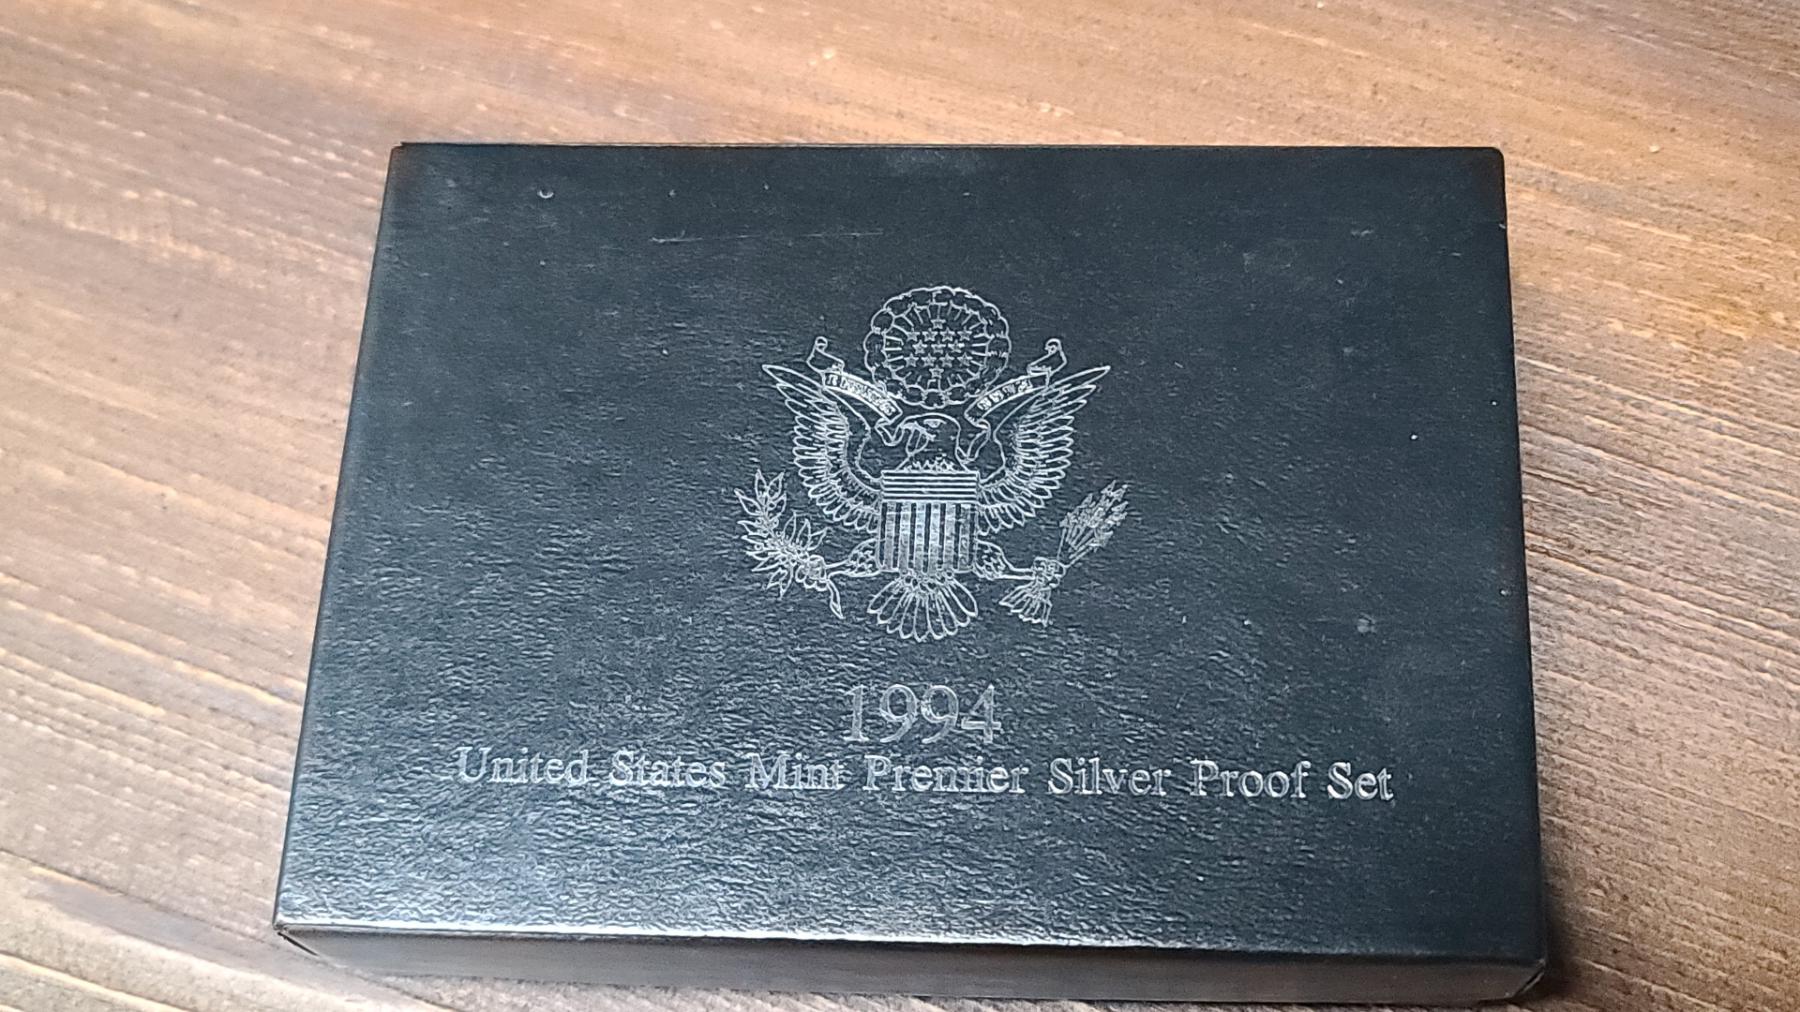 1994
United States Mint Premier Silver Proof Set